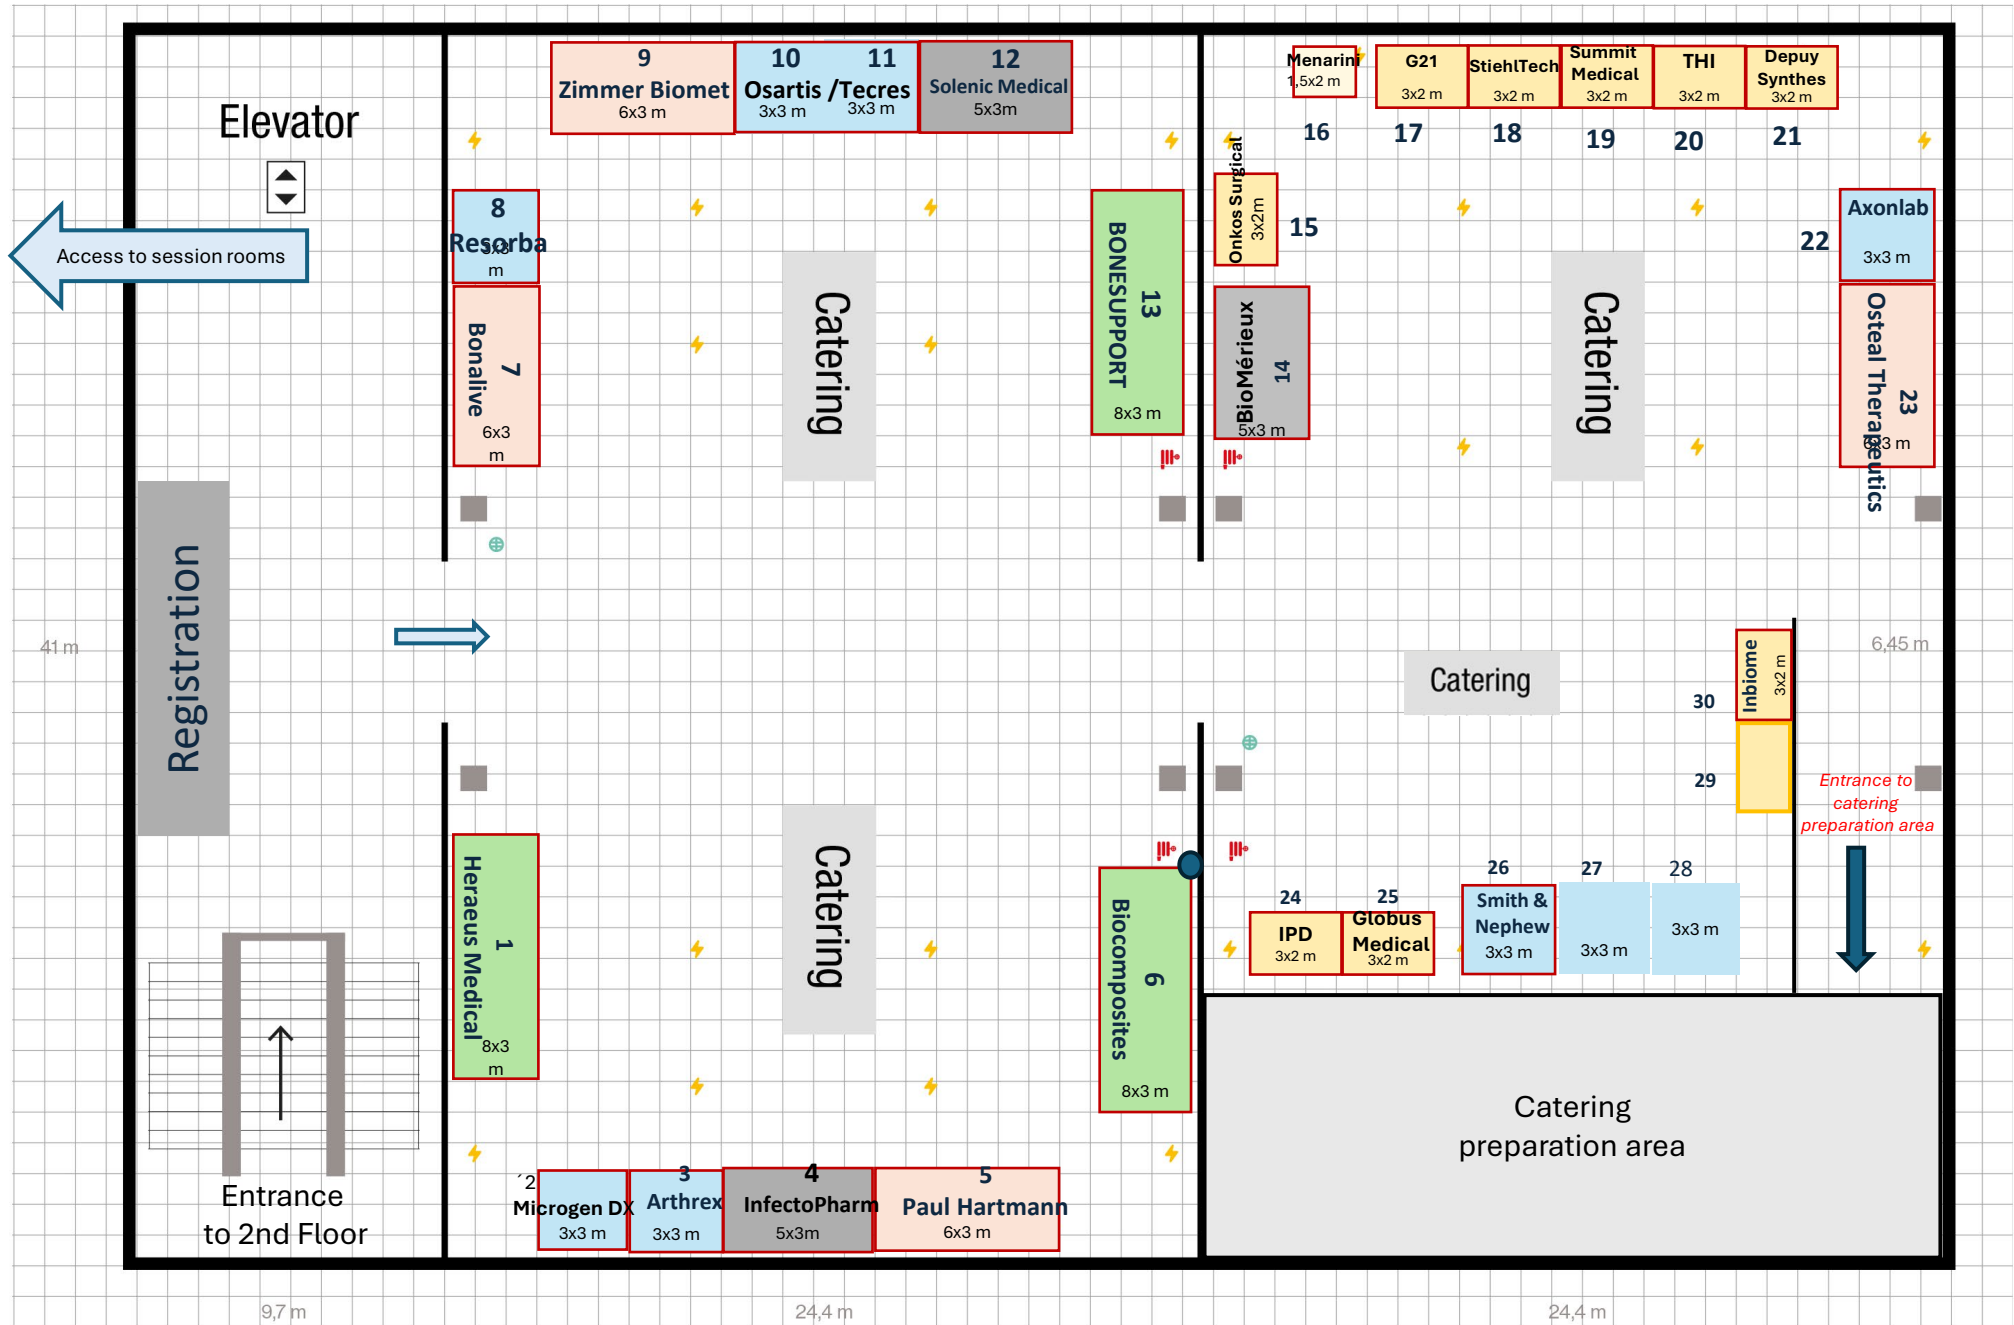 Elevator
Access to session rooms
Registration
Entrance
to 2nd Floor
9
Zimmer Biomet
6x3 m
10
11
Osartis /Tecres
3x3 m
3x3 m
12
Solenic Medical
5x3m
8
Resorba
3x3
m
7
Bonalive
6x3
m
Catering
13
BONESUPPORT
8x3 m
Menarini
1,5x2 m
16
G21
3x2 m
17
StiehlTech
3x2 m
18
Summit
Medical
3x2 m
19
THI
3x2 m
20
Depuy
Synthes
3x2 m
21
Onkos Surgical
3x2m
15
BioMérieux
14
5x3 m
Catering
22
Axonlab
3x3 m
23
Osteal Therapeutics
6x3 m
41 m
6,45 m
Catering
Inbiome
3x2 m
30
29
Entrance to
catering
preparation area
1
Heraeus Medical
8x3
m
Catering
6
Biocomposites
8x3 m
24
IPD
3x2 m
25
Globus
Medical
3x2 m
26
Smith &
Nephew
3x3 m
27
3x3 m
28
3x3 m
Catering
preparation area
´2
Microgen DX
3x3 m
3
Arthrex
3x3 m
4
InfectoPharm
5x3m
5
Paul Hartmann
6x3 m
9,7 m
24,4 m
24,4 m